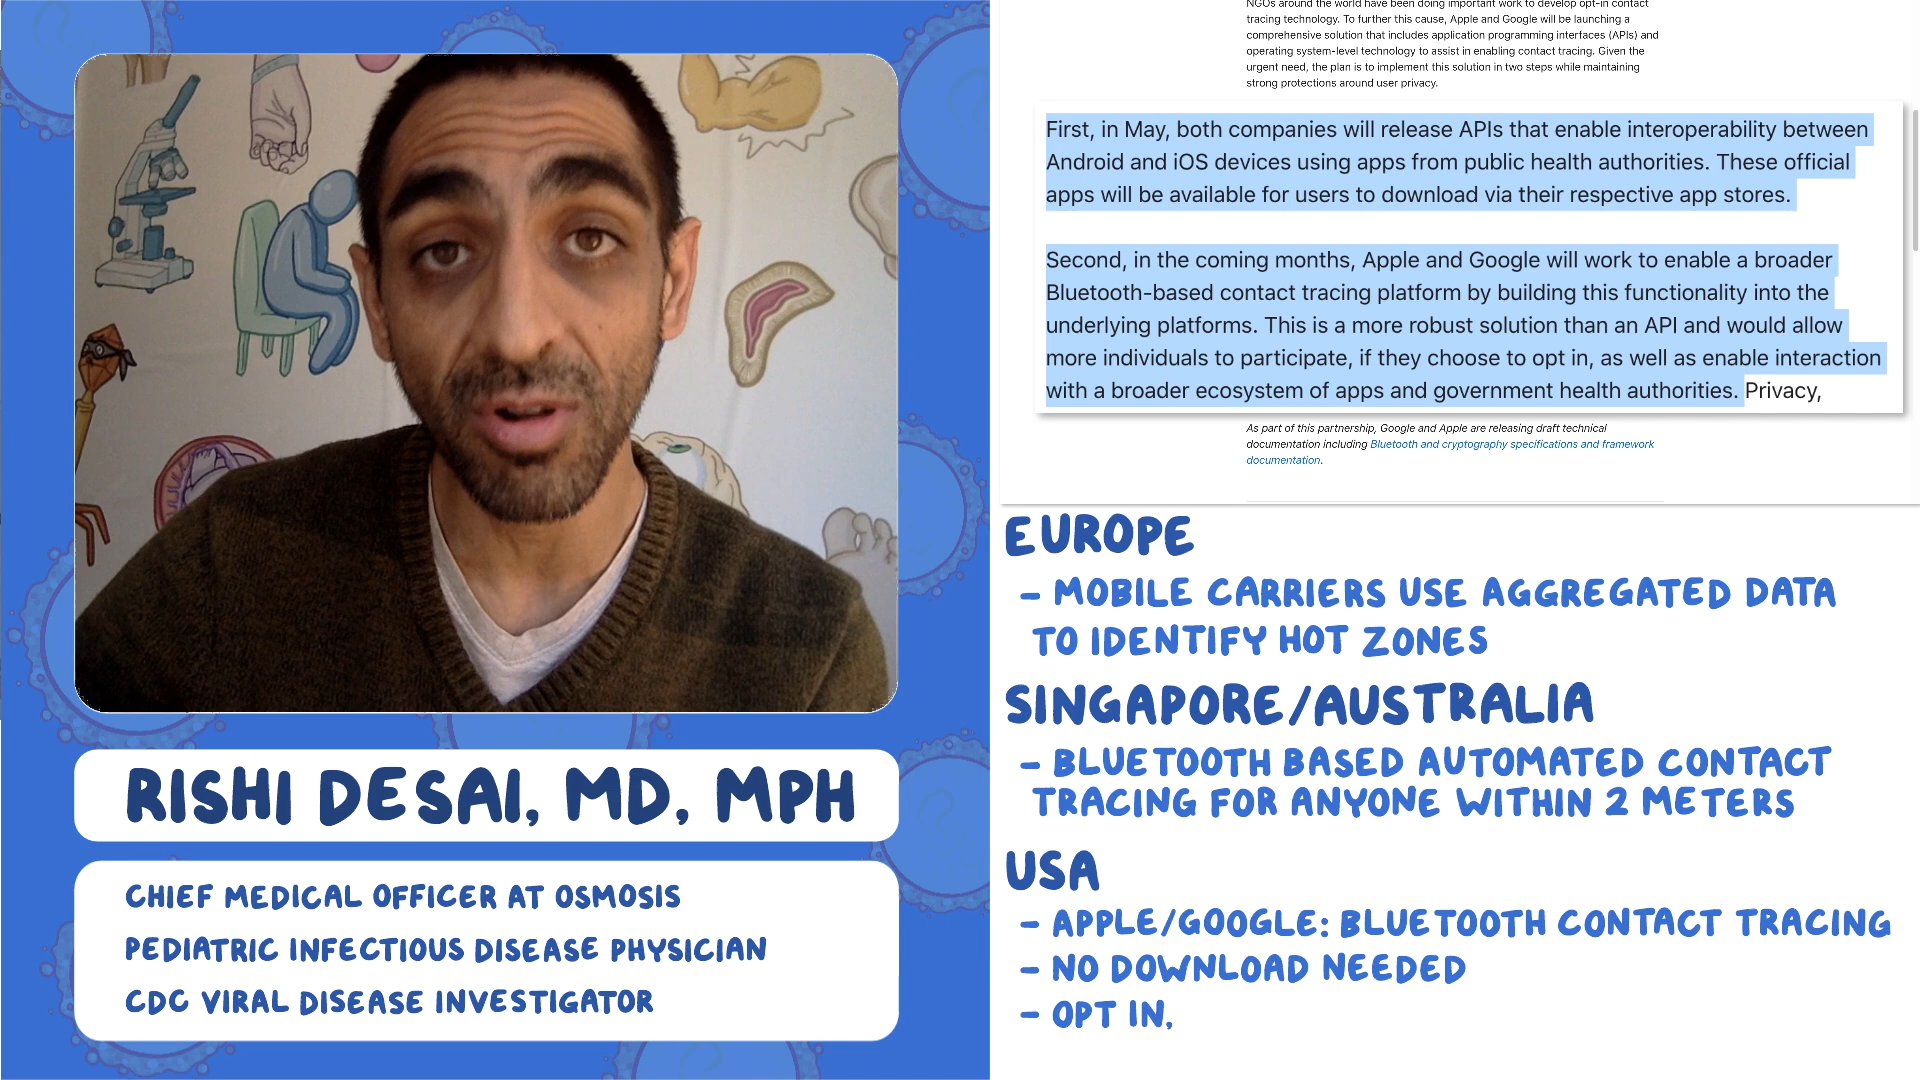 RISHI DESAI, MD, MPH
CHIEF MEDICAL OFFICER AT OSMOSIS
PEDIATRIC INFECTIOUS DISEASE PHYSICIAN
CDC VIRAL DISEASE INVESTIGATOR
NGOs around the world have been doing important work to develop opt-in contact
tracing technology. To further this cause, Apple and Google will be launching a
comprehensive solution that includes application programming interfaces (APIs) and
operating system-level technology to assist in enabling contact tracing. Given the
urgent need, the plan is to implement this solution in two steps while maintaining
strong protections around user privacy.
First, in May, both companies will release APIs that enable interoperability between
Android and iOS devices using apps from public health authorities. These official
apps will be available for users to download via their respective app stores.
Second, in the coming months, Apple and Google will work to enable a broader
Bluetooth-based contact tracing platform by building this functionality into the
underlying platforms. This is a more robust solution than an API and would allow
more individuals to participate, if they choose to opt in, as well as enable interaction
with a broader ecosystem of apps and government health authorities. Privacy,
As part of this partnership, Google and Apple are releasing draft technical
documentation including Bluetooth and cryptography specifications and framework
documentation.
EUROPE
- MOBILE CARRIERS USE AGGREGATED DATA
TO IDENTIFY HOT ZONES
SINGAPORE/AUSTRALIA
- BLUETOOTH BASED AUTOMATED CONTACT
TRACING FOR ANYONE WITHIN 2 METERS
USA
- APPLE/GOOGLE: BLUETOOTH CONTACT TRACING
- NO DOWNLOAD NEEDED
- OPT IN,